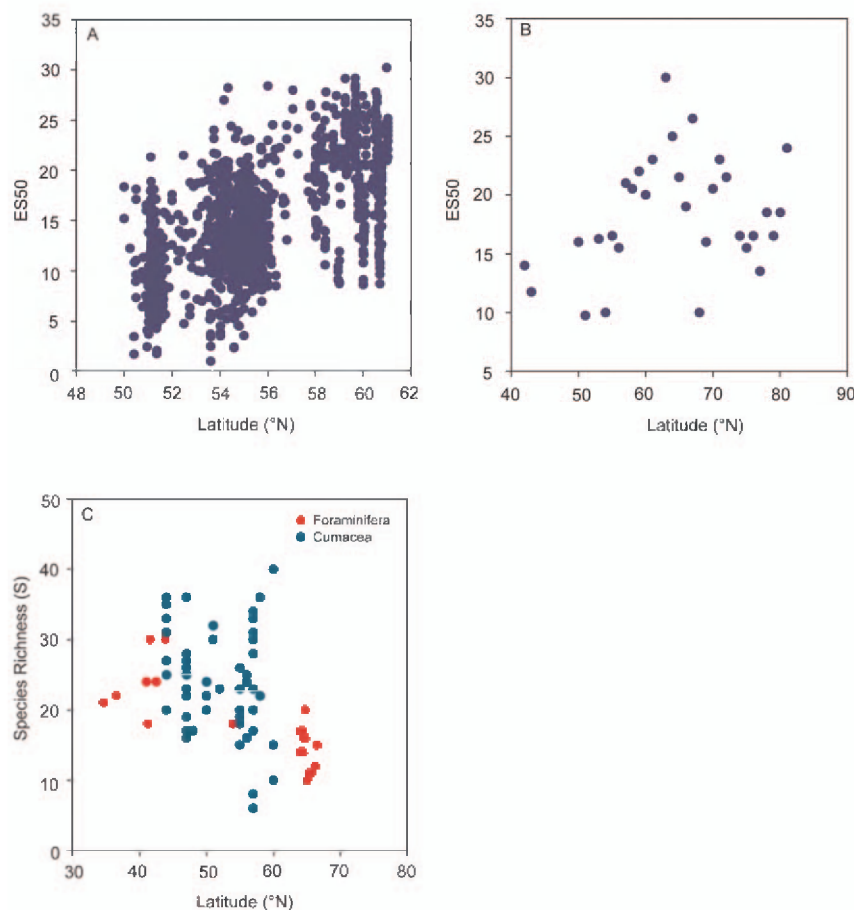 A
35
30
25
20
15
10
5
0
ES50
48 50 52 54 56 58 60 62
Latitude (°N)
B
35
30
25
20
15
10
5
ES50
40 50 60 70 80 90
Latitude (°N)
C
50
40
30
20
10
0
Species Richness (S)
Foraminifera
Cumacea
30 40 50 60 70 80
Latitude (°N)